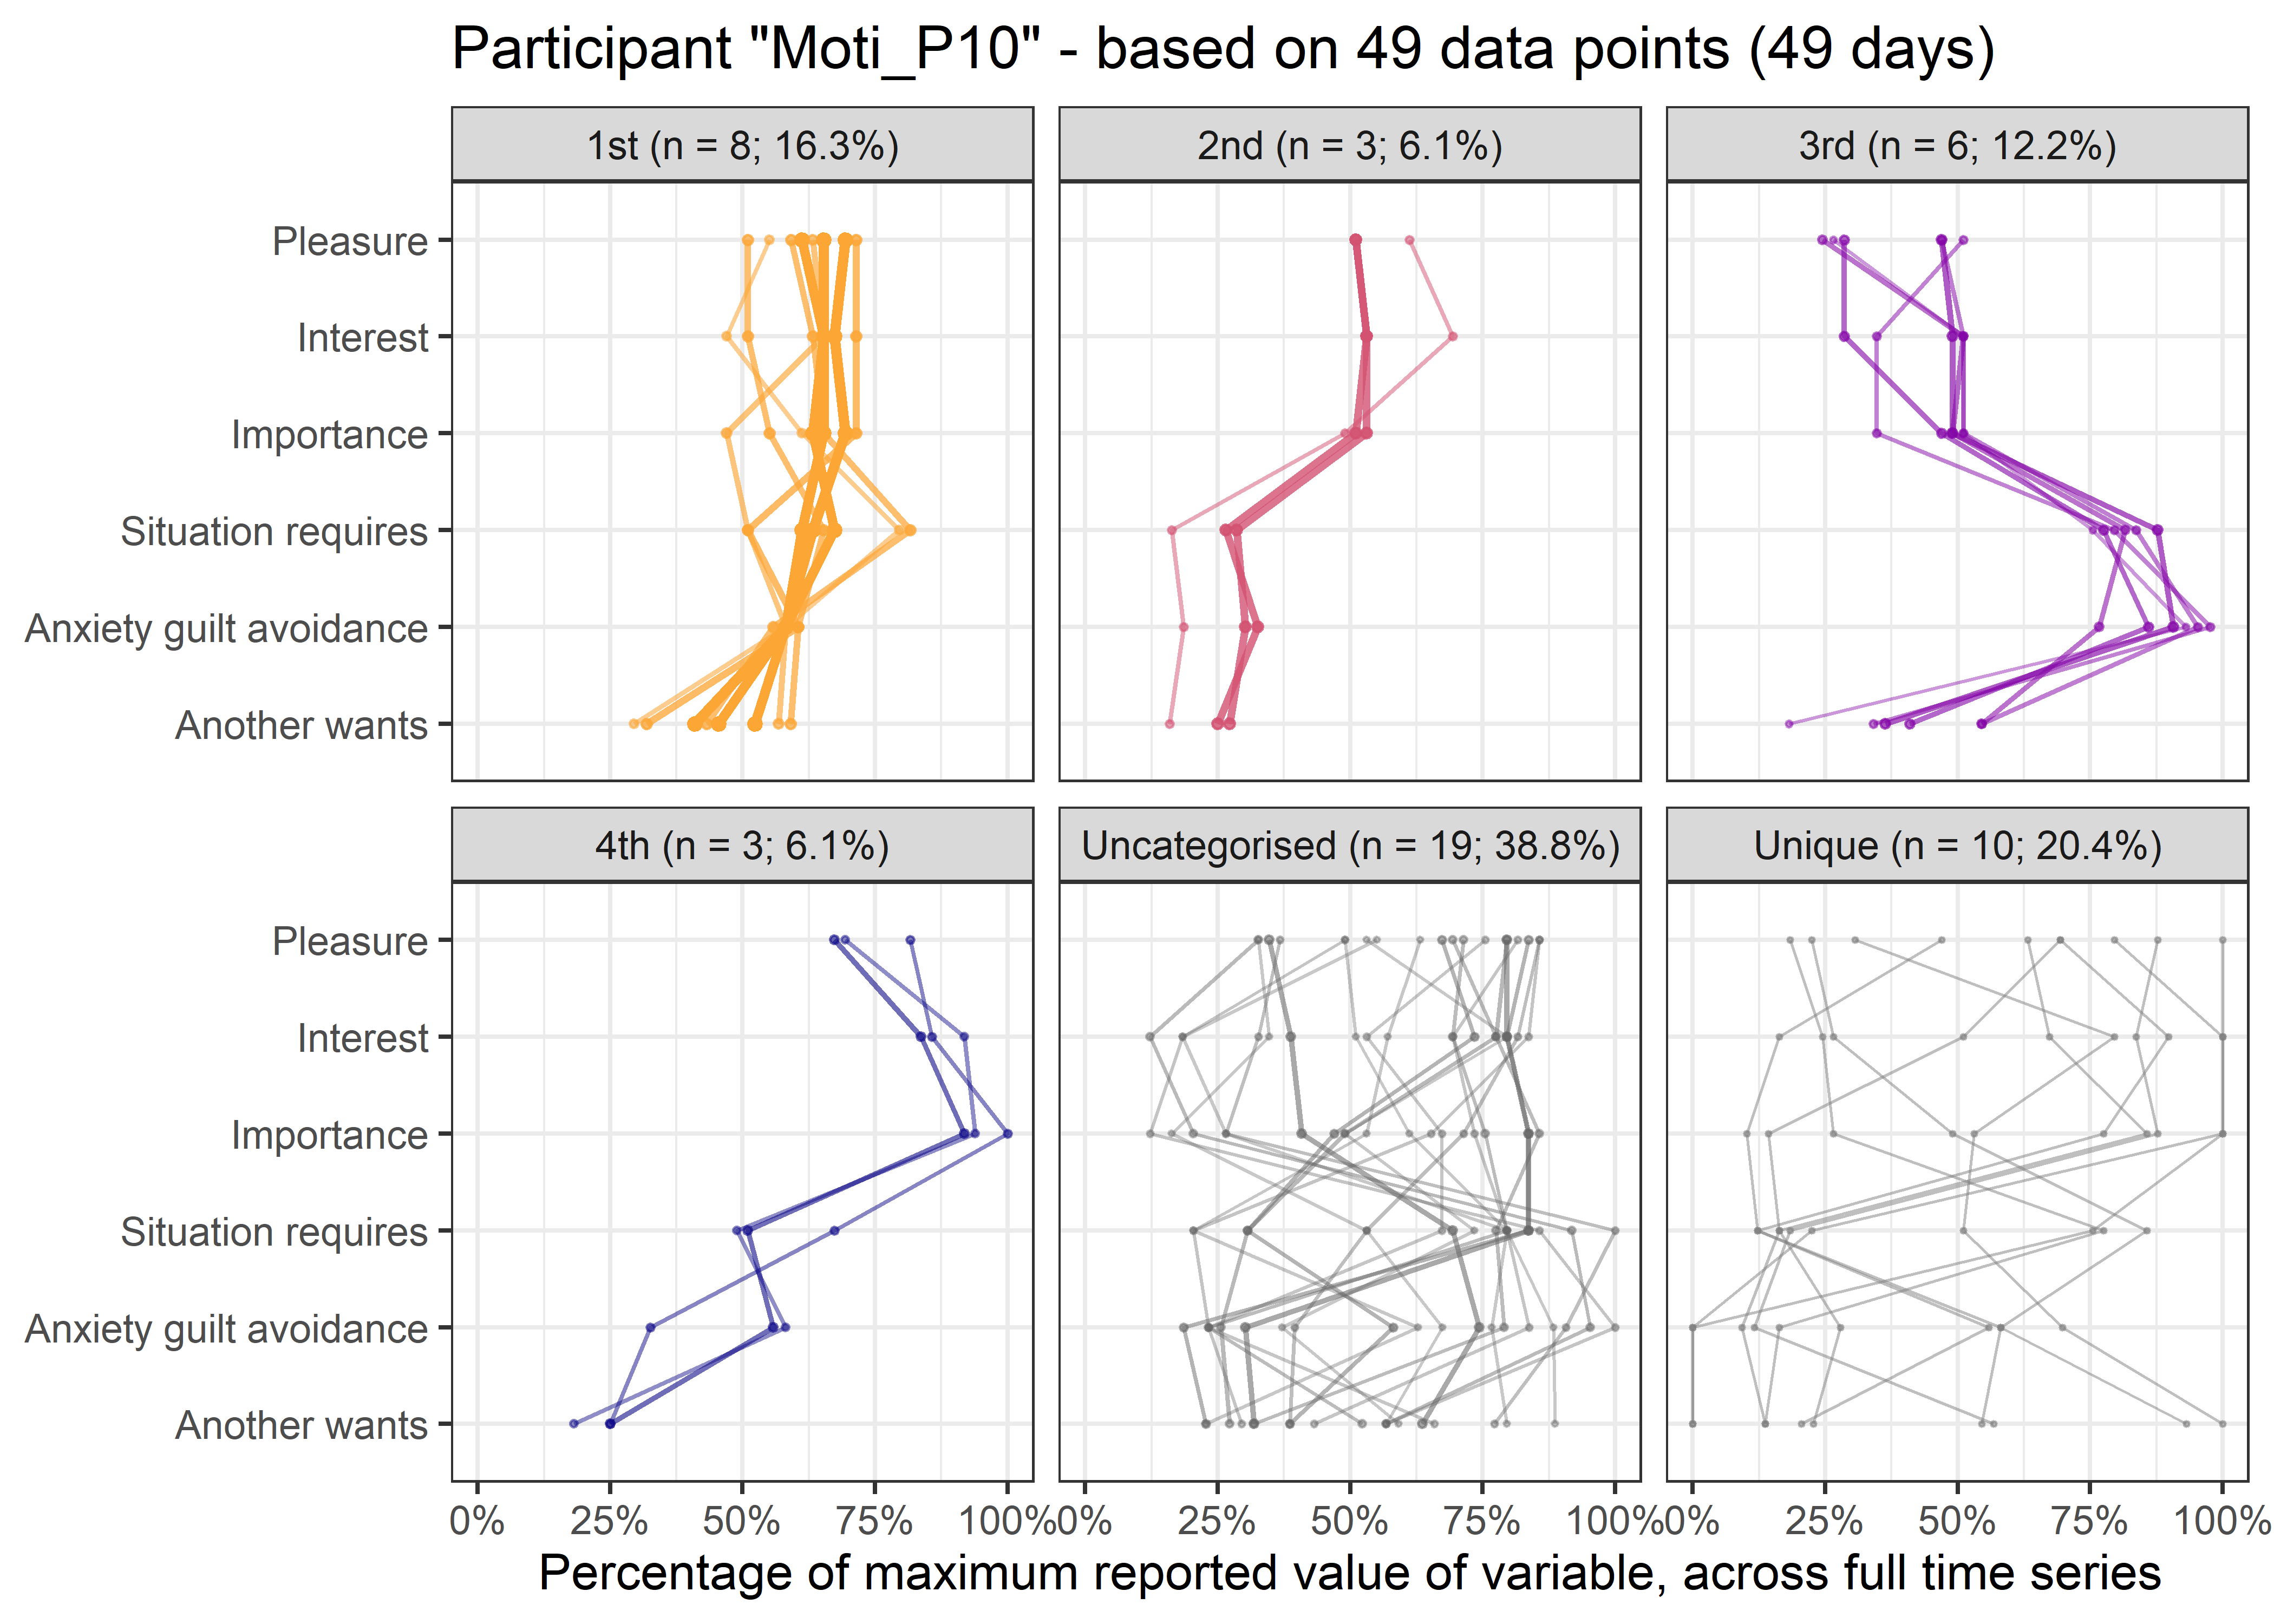 Participant "Moti_P10" - based on 49 data points (49 days)
1st (n = 8; 16.3%)
2nd (n = 3; 6.1%)
3rd (n = 6; 12.2%)
Pleasure
Interest
Importance
Situation requires
Anxiety guilt avoidance
Another wants
4th (n = 3; 6.1%)
Uncategorised (n = 19; 38.8%)
Unique (n = 10; 20.4%)
Pleasure
Interest
Importance
Situation requires
Anxiety guilt avoidance
Another wants
0% 25% 50% 75% 100%
0% 25% 50% 75% 100%
0% 25% 50% 75% 100%
Percentage of maximum reported value of variable, across full time series